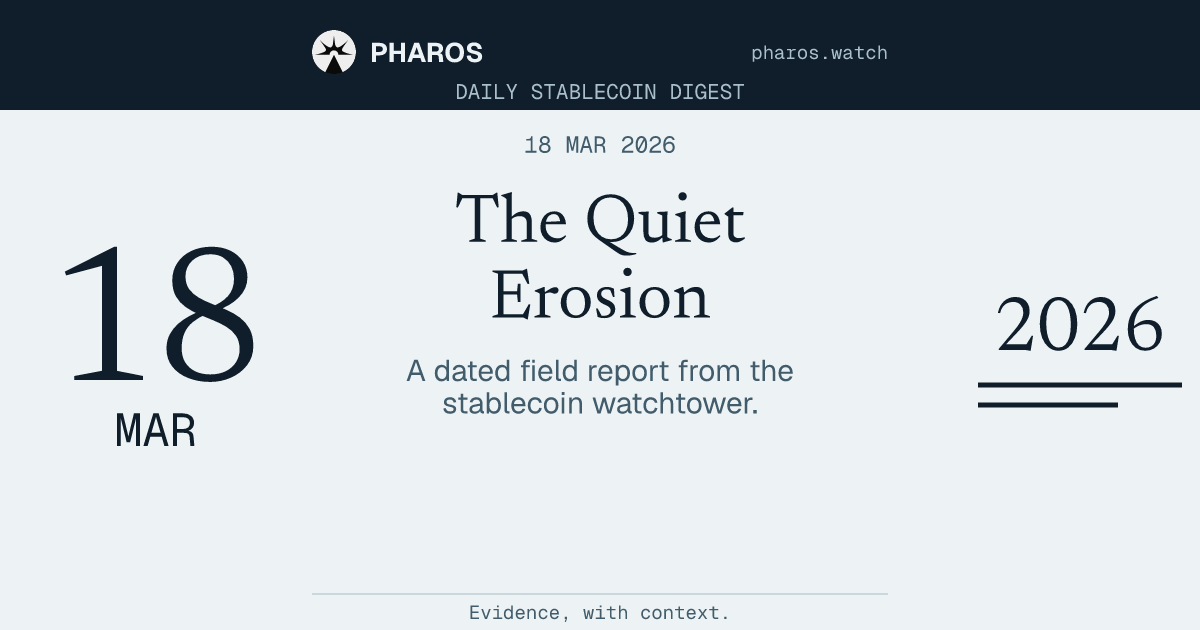 PHAROS
pharos.watch
DAILY STABLECOIN DIGEST
18 MAR 2026
The Quiet
Erosion
A dated field report from the
stablecoin watchtower.
18
MAR
2026
Evidence, with context.